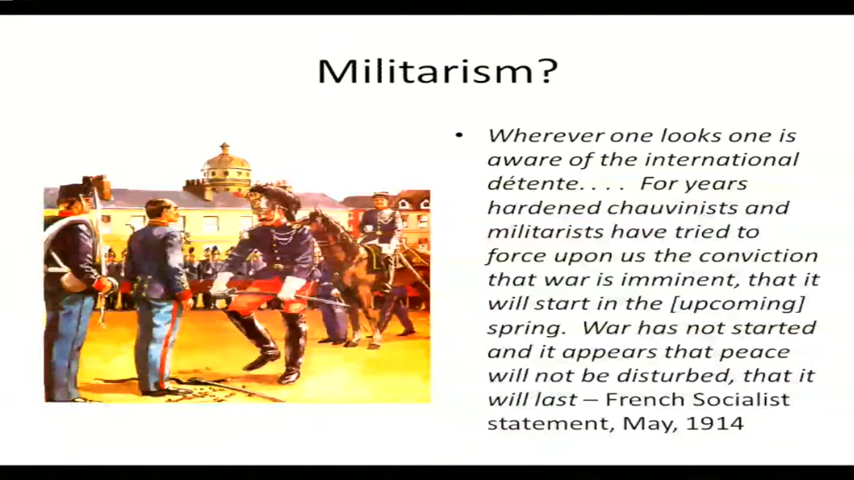 Militarism?
• Wherever one looks one is
aware of the international
détente. . . .  For years
hardened chauvinists and
militarists have tried to
force upon us the conviction
that war is imminent, that it
will start in the [upcoming]
spring.  War has not started
and it appears that peace
will not be disturbed, that it
will last – French Socialist
statement, May, 1914